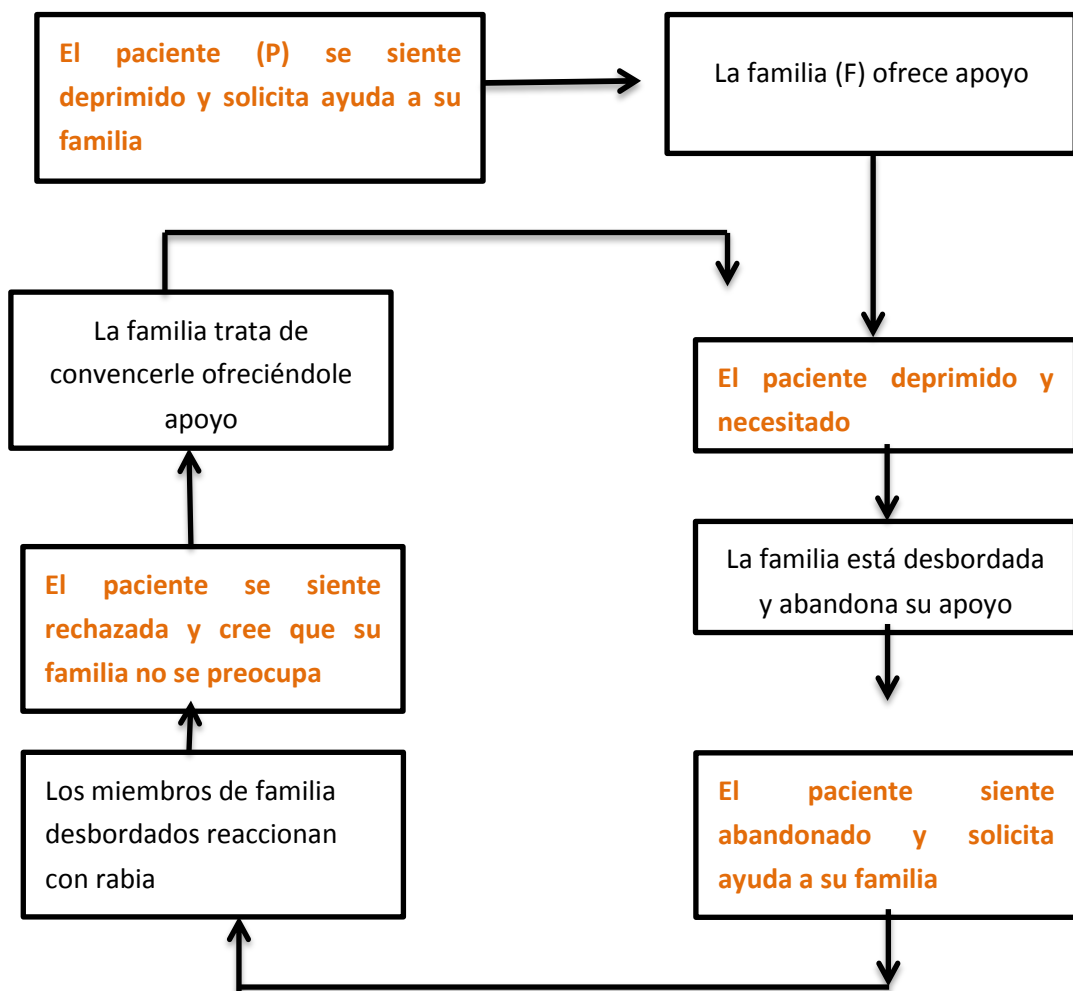 El paciente (P) se siente
deprimido y solicita ayuda a su
familia
La familia (F) ofrece apoyo
El paciente deprimido y
necesitado
La familia está desbordada
y abandona su apoyo
El paciente siente
abandonado y solicita
ayuda a su familia
Los miembros de familia
desbordados reaccionan
con rabia
El paciente se siente
rechazada y cree que su
familia no se preocupa
La familia trata de
convencerle ofreciéndole
apoyo